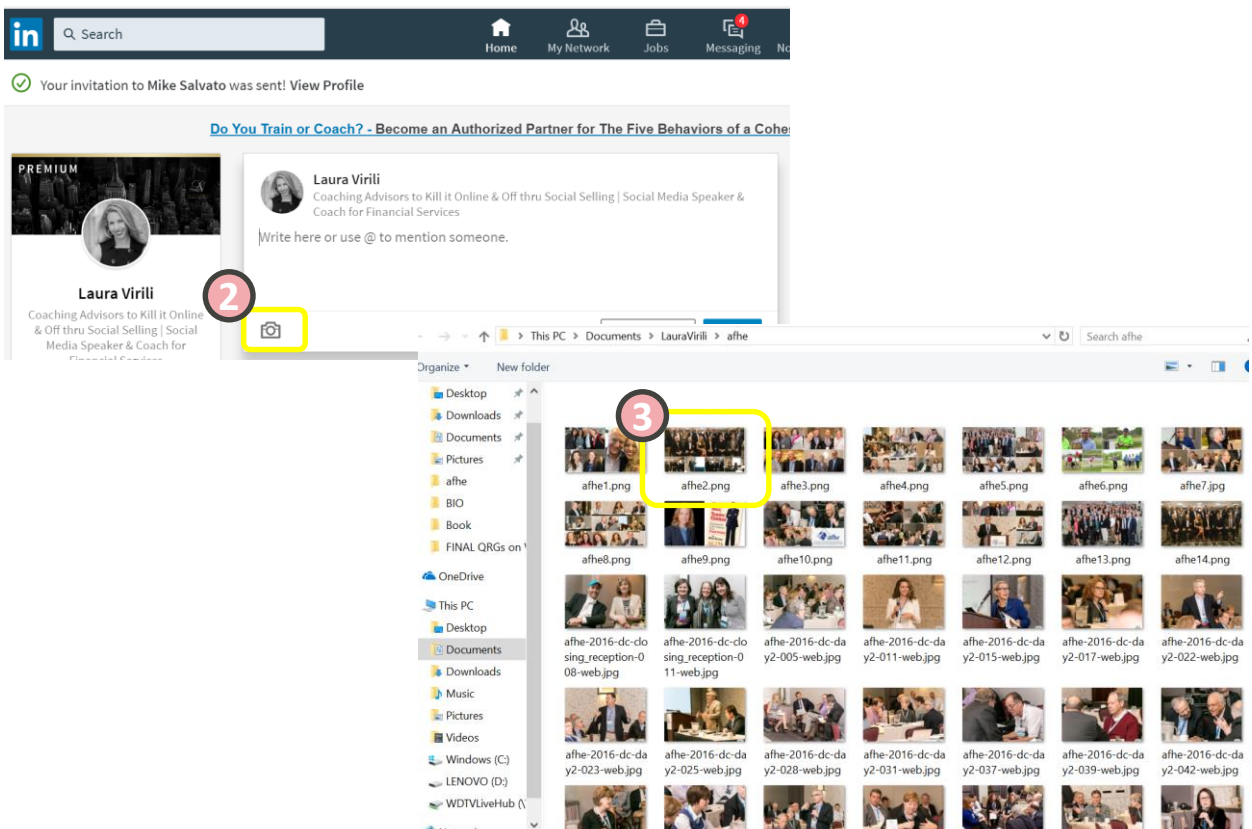 in
Search
Home
My Network
Jobs
4
Messaging
No
Your invitation to Mike Salvato was sent! View Profile
Do You Train or Coach? - Become an Authorized Partner for The Five Behaviors of a Cohe
PREMIUM
Laura Virili
Coaching Advisors to Kill it Online & Off thru Social Selling | Social Media Speaker &
Coach for Financial Services
Write here or use @ to mention someone.
Laura Virili
Coaching Advisors to Kill it Online
& Off thru Social Selling | Social
Media Speaker & Coach for
Financial Services
2
This PC > Documents > LauraVirili > afhe
Search afhe
Organize
New folder
Desktop
Downloads
Documents
Pictures
afhe
BIO
Book
FINAL QRGs on
OneDrive
This PC
Desktop
Documents
Downloads
Music
Pictures
Videos
Windows (C:)
LENOVO (D:)
WDTVLiveHub (\
3
afhe1.png
afhe2.png
afhe3.png
afhe4.png
afhe5.png
afhe6.png
afhe7.jpg
afhe8.png
afhe9.png
afhe10.png
afhe11.png
afhe12.png
afhe13.png
afhe14.png
afhe-2016-dc-clo
sing_reception-0
08-web.jpg
afhe-2016-dc-clo
sing_reception-0
11-web.jpg
afhe-2016-dc-da
y2-005-web.jpg
afhe-2016-dc-da
y2-011-web.jpg
afhe-2016-dc-da
y2-015-web.jpg
afhe-2016-dc-da
y2-017-web.jpg
afhe-2016-dc-da
y2-022-web.jpg
afhe-2016-dc-da
y2-023-web.jpg
afhe-2016-dc-da
y2-025-web.jpg
afhe-2016-dc-da
y2-028-web.jpg
afhe-2016-dc-da
y2-031-web.jpg
afhe-2016-dc-da
y2-037-web.jpg
afhe-2016-dc-da
y2-039-web.jpg
afhe-2016-dc-da
y2-042-web.jpg